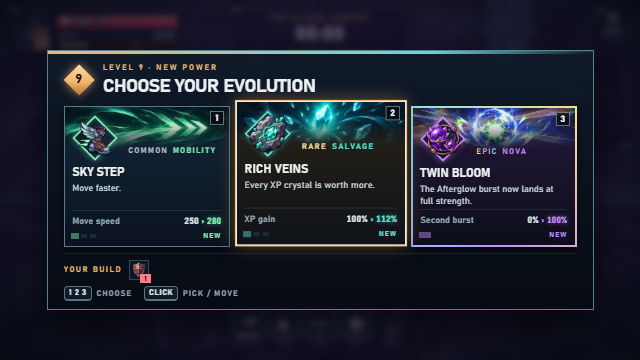 9
LEVEL 9 · NEW POWER
CHOOSE YOUR EVOLUTION
1
COMMON MOBILITY
SKY STEP
Move faster.
Move speed 250 › 280
NEW
2
RARE SALVAGE
RICH VEINS
Every XP crystal is worth more.
XP gain 100% › 112%
NEW
3
EPIC NOVA
TWIN BLOOM
The Afterglow burst now lands at
full strength.
Second burst 0% › 100%
NEW
YOUR BUILD
1
1 2 3 CHOOSE CLICK PICK / MOVE